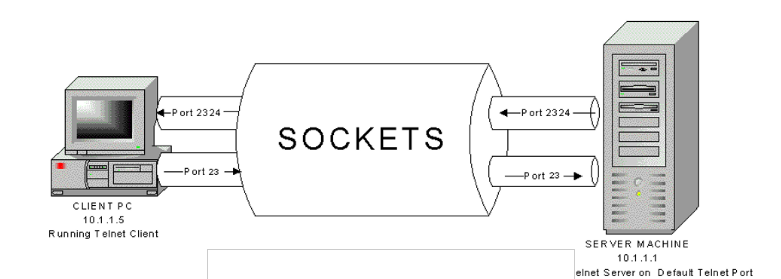 Port 2324
Port 2324
SOCKETS
Port 23
Port 23
CLIENT PC
10.1.1.5
Running Telnet Client
SERVER MACHINE
10.1.1.1
elnet Server on Default Telnet Port